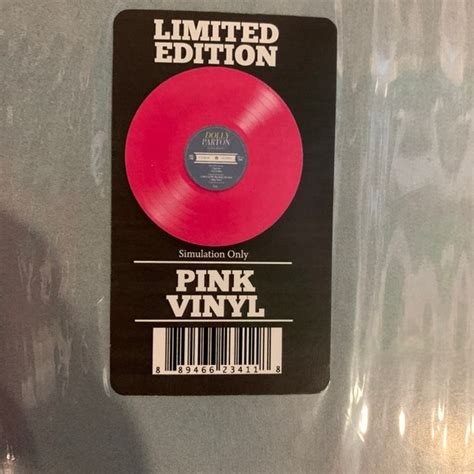 LIMITED
EDITION
DOLLY
PARTON
Simulation Only
PINK
VINYL
8 89466 23411 8